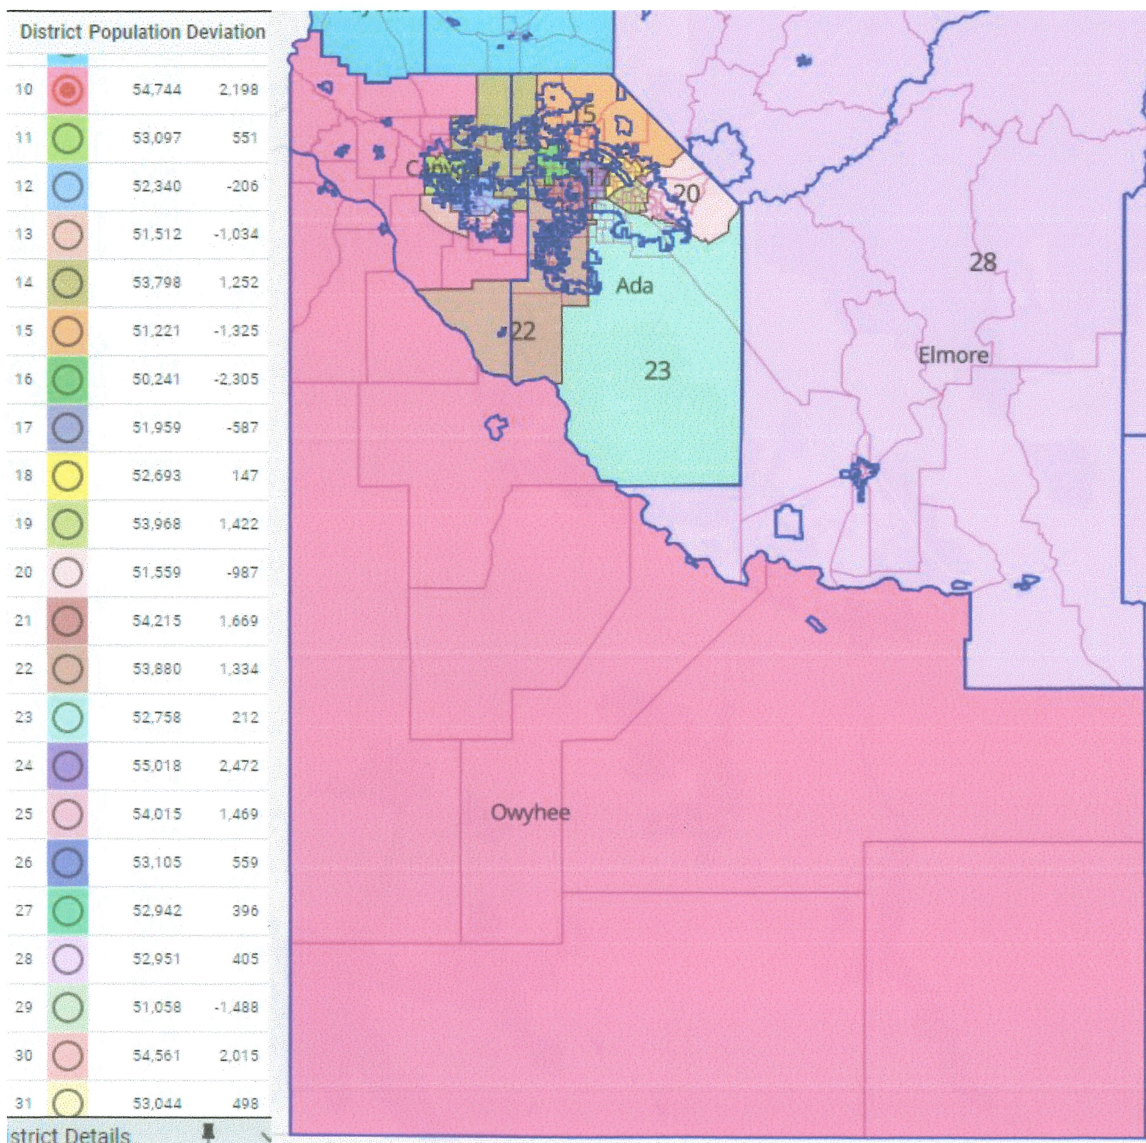 District Population Deviation
10 54,744 2,198
11 53,097 551
12 52,340 -206
13 51,512 -1,034
14 53,798 1,252
15 51,221 -1,325
16 50,241 -2,305
17 51,959 -587
18 52,693 147
19 53,968 1,422
20 51,559 -987
21 54,215 1,669
22 53,880 1,334
23 52,758 212
24 55,018 2,472
25 54,015 1,469
26 53,105 559
27 52,942 396
28 52,951 405
29 51,058 -1,488
30 54,561 2,015
31 53,044 498
strict Details
15
17
20
28
Ada
22
Elmore
23
Owyhee